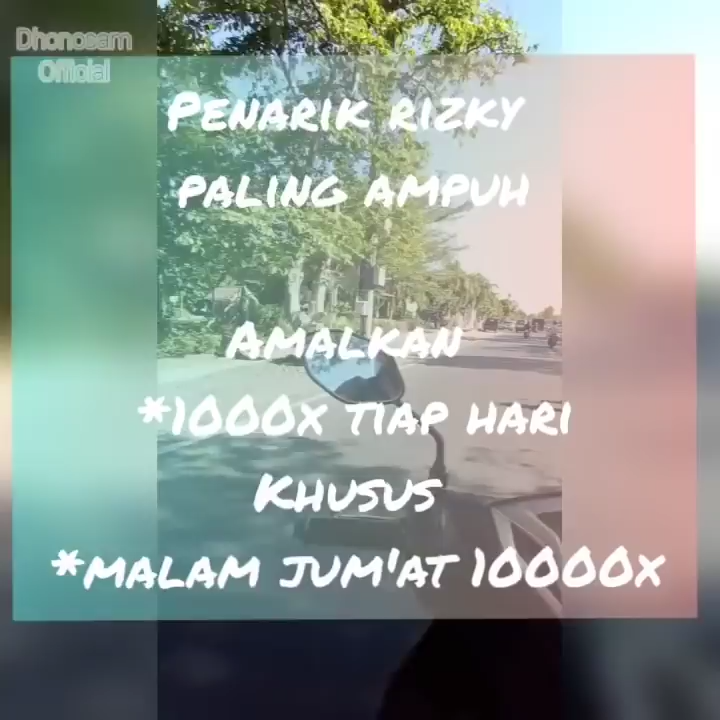 Dhonosam
Official
Penarik rizky
paling ampuh
Amalkan
*1000x tiap hari
Khusus
*malam jum'at 10000x